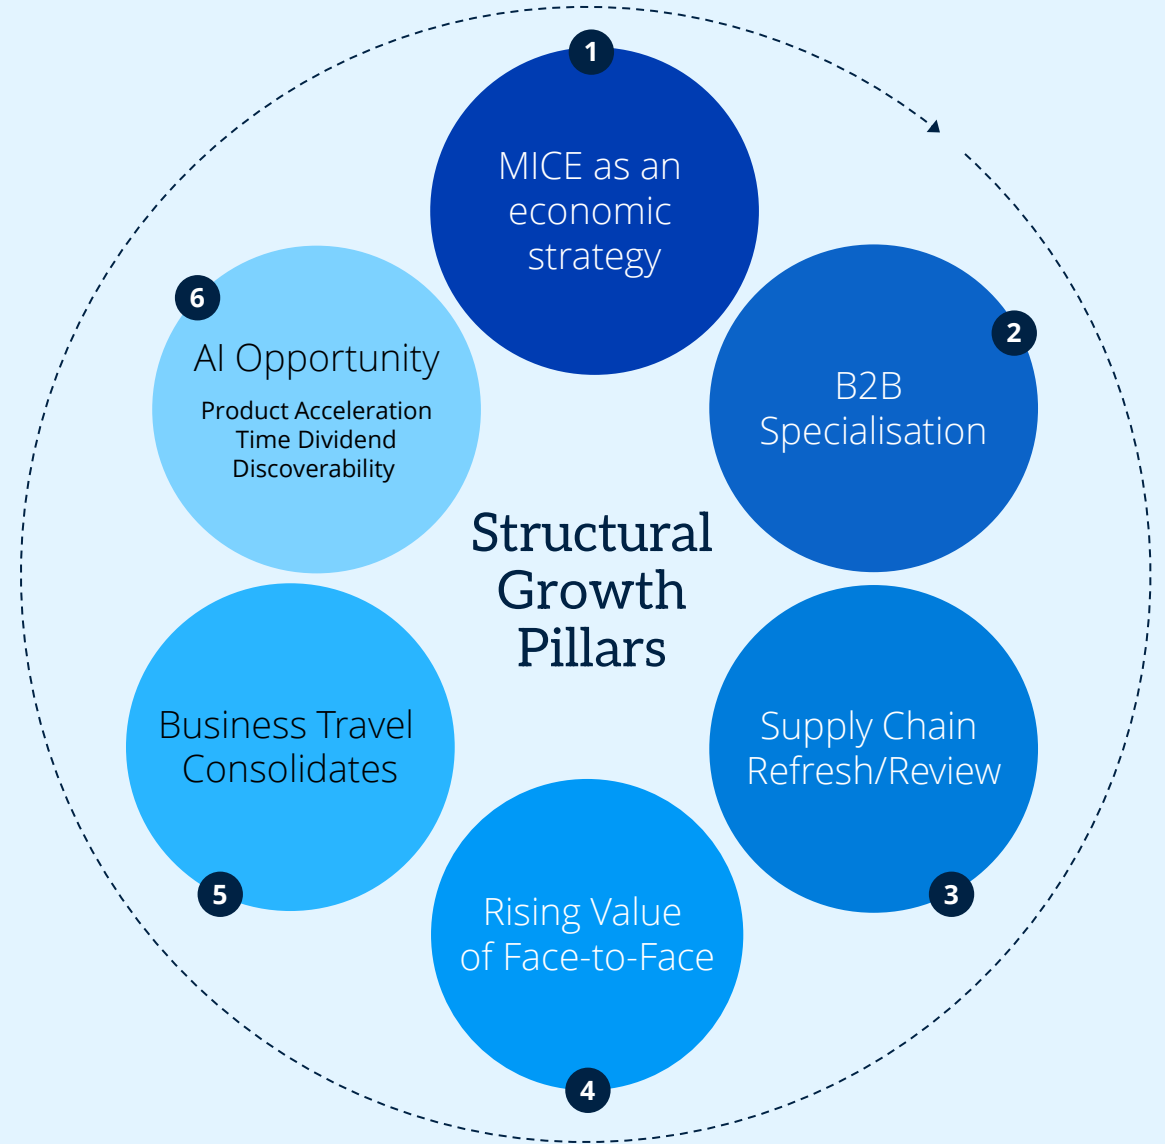 1
MICE as an
economic
strategy
2
B2B
Specialisation
3
Supply Chain
Refresh/Review
4
Rising Value
of Face-to-Face
5
Business Travel
Consolidates
6
AI Opportunity
Product Acceleration
Time Dividend
Discoverability
Structural
Growth
Pillars